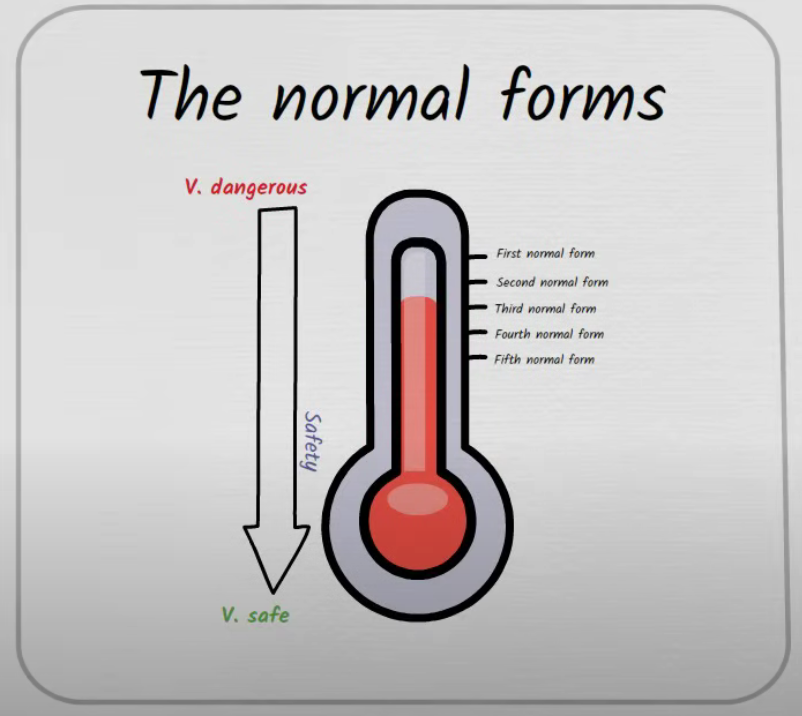 The normal forms
V. dangerous
First normal form
Second normal form
Third normal form
Fourth normal form
Fifth normal form
Safety
V. safe